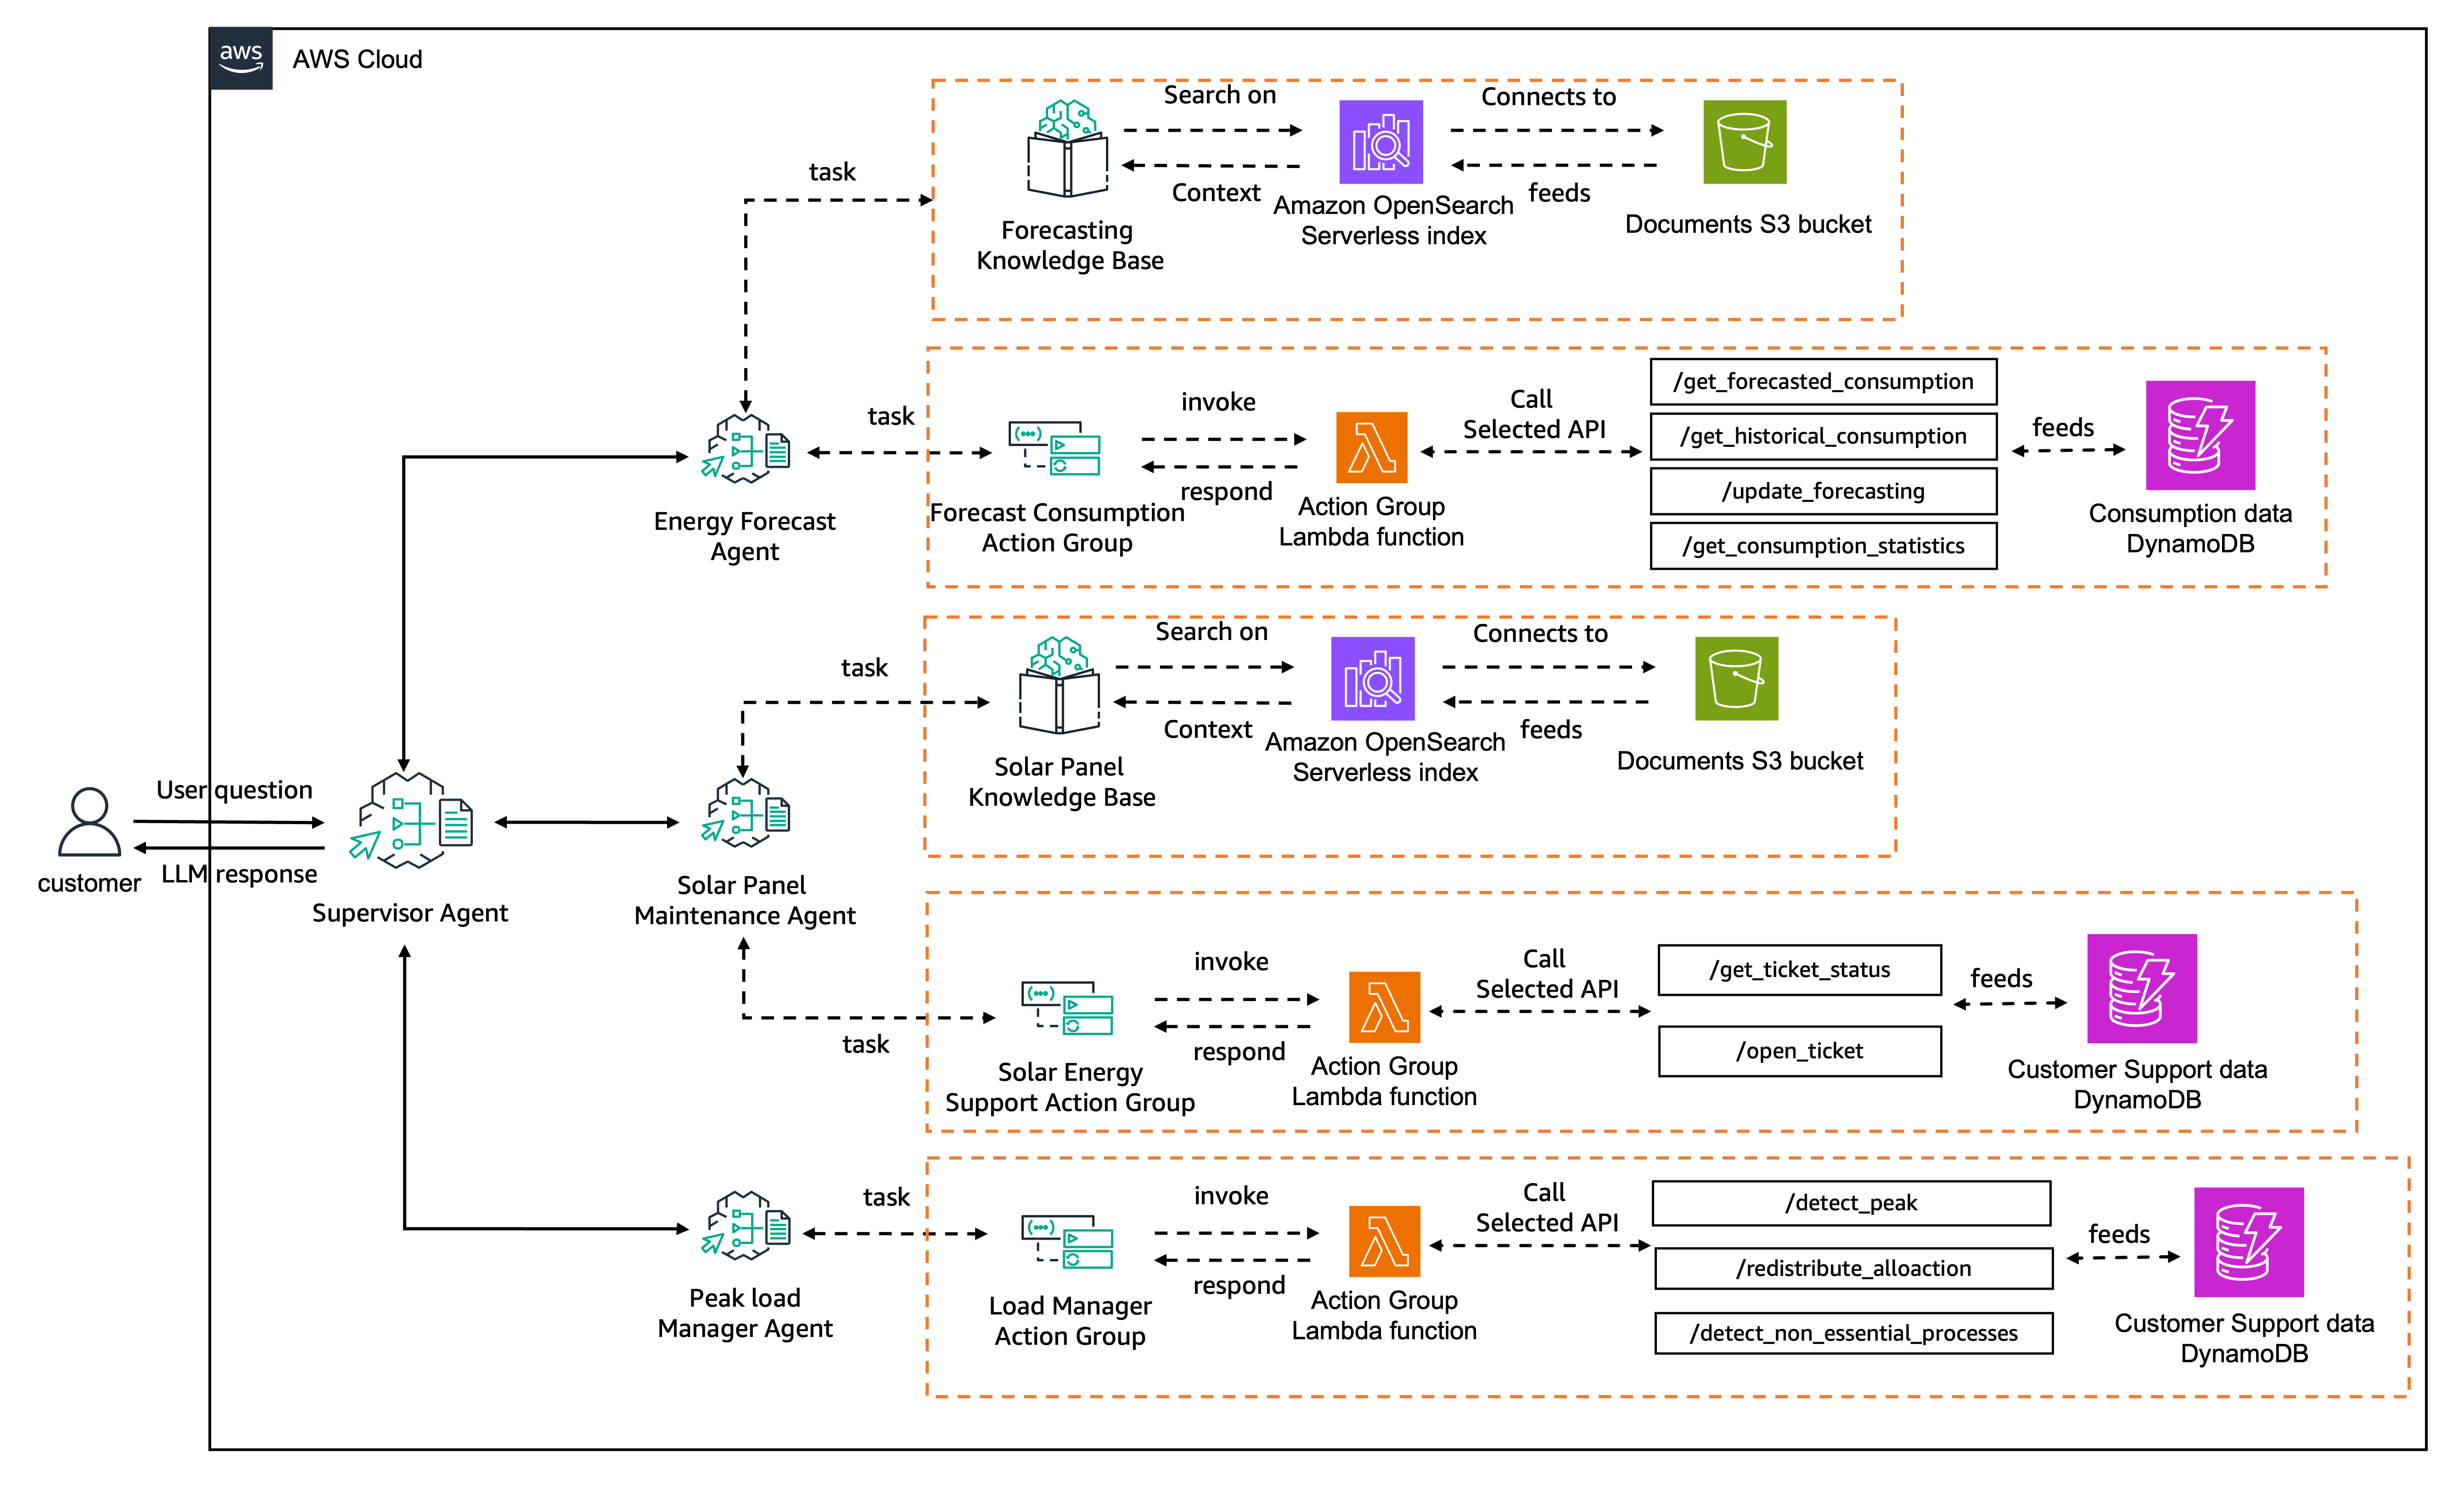 aws
AWS Cloud
Search on
Connects to
Context
feeds
task
Forecasting
Knowledge Base
Amazon OpenSearch
Serverless index
Documents S3 bucket
Energy Forecast
Agent
task
Forecast Consumption
Action Group
invoke
respond
Action Group
Lambda function
Call
Selected API
/get_forecasted_consumption
/get_historical_consumption
/update_forecasting
/get_consumption_statistics
feeds
Consumption data
DynamoDB
task
Search on
Connects to
Context
feeds
Solar Panel
Knowledge Base
Amazon OpenSearch
Serverless index
Documents S3 bucket
customer
User question
LLM response
Supervisor Agent
Solar Panel
Maintenance Agent
task
Solar Energy
Support Action Group
invoke
respond
Action Group
Lambda function
Call
Selected API
/get_ticket_status
/open_ticket
feeds
Customer Support data
DynamoDB
Peak load
Manager Agent
task
Load Manager
Action Group
invoke
respond
Action Group
Lambda function
Call
Selected API
/detect_peak
/redistribute_alloaction
/detect_non_essential_processes
feeds
Customer Support data
DynamoDB